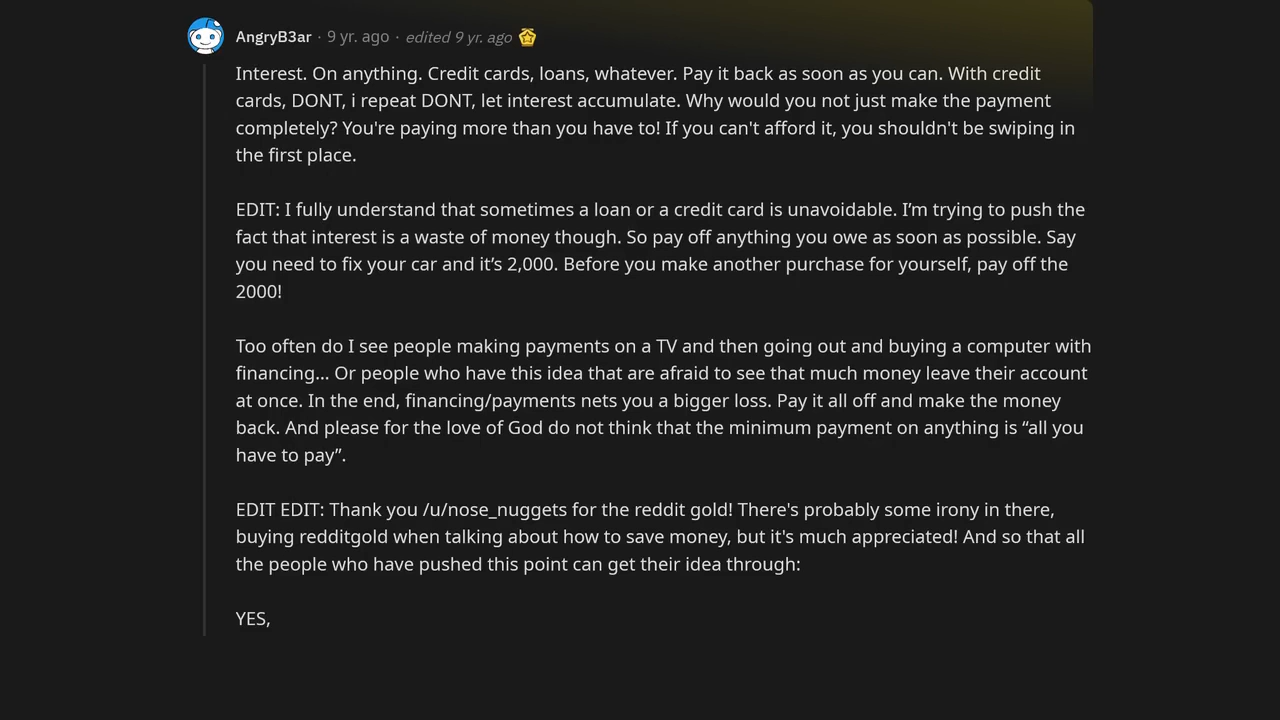 AngryB3ar · 9 yr. ago · edited 9 yr. ago
Interest. On anything. Credit cards, loans, whatever. Pay it back as soon as you can. With credit
cards, DONT, i repeat DONT, let interest accumulate. Why would you not just make the payment
completely? You're paying more than you have to! If you can't afford it, you shouldn't be swiping in
the first place.
EDIT: I fully understand that sometimes a loan or a credit card is unavoidable. I’m trying to push the
fact that interest is a waste of money though. So pay off anything you owe as soon as possible. Say
you need to fix your car and it’s 2,000. Before you make another purchase for yourself, pay off the
2000!
Too often do I see people making payments on a TV and then going out and buying a computer with
financing... Or people who have this idea that are afraid to see that much money leave their account
at once. In the end, financing/payments nets you a bigger loss. Pay it all off and make the money
back. And please for the love of God do not think that the minimum payment on anything is “all you
have to pay”.
EDIT EDIT: Thank you /u/nose_nuggets for the reddit gold! There's probably some irony in there,
buying redditgold when talking about how to save money, but it's much appreciated! And so that all
the people who have pushed this point can get their idea through:
YES,